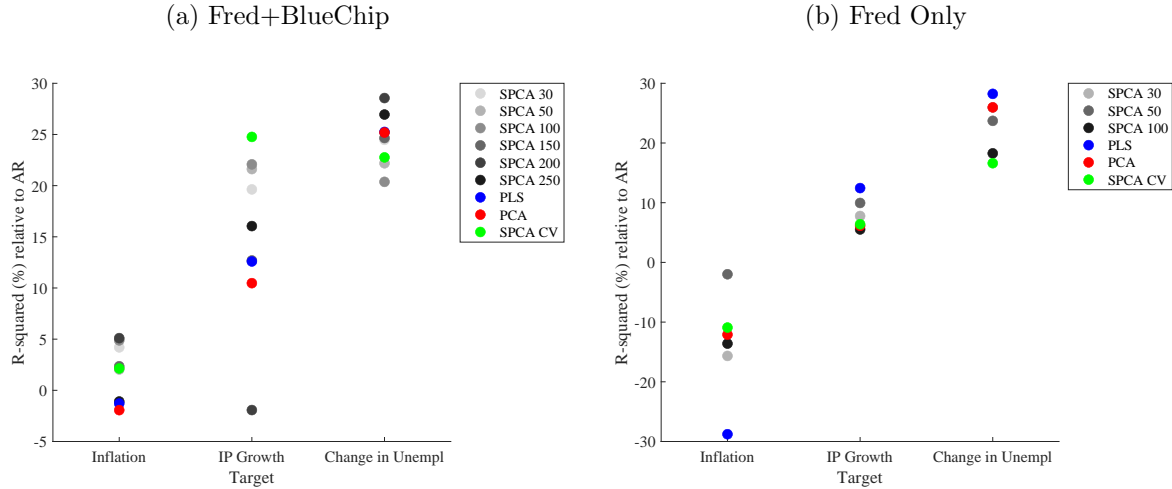 (a) Fred+BlueChip
R-squared (%) relative to AR
30
25
20
15
10
5
0
-5
Inflation
IP Growth
Change in Unempl
Target
SPCA 30
SPCA 50
SPCA 100
SPCA 150
SPCA 200
SPCA 250
PLS
PCA
SPCA CV
(b) Fred Only
R-squared (%) relative to AR
30
20
10
0
-10
-20
-30
Inflation
IP Growth
Change in Unempl
Target
SPCA 30
SPCA 50
SPCA 100
PLS
PCA
SPCA CV